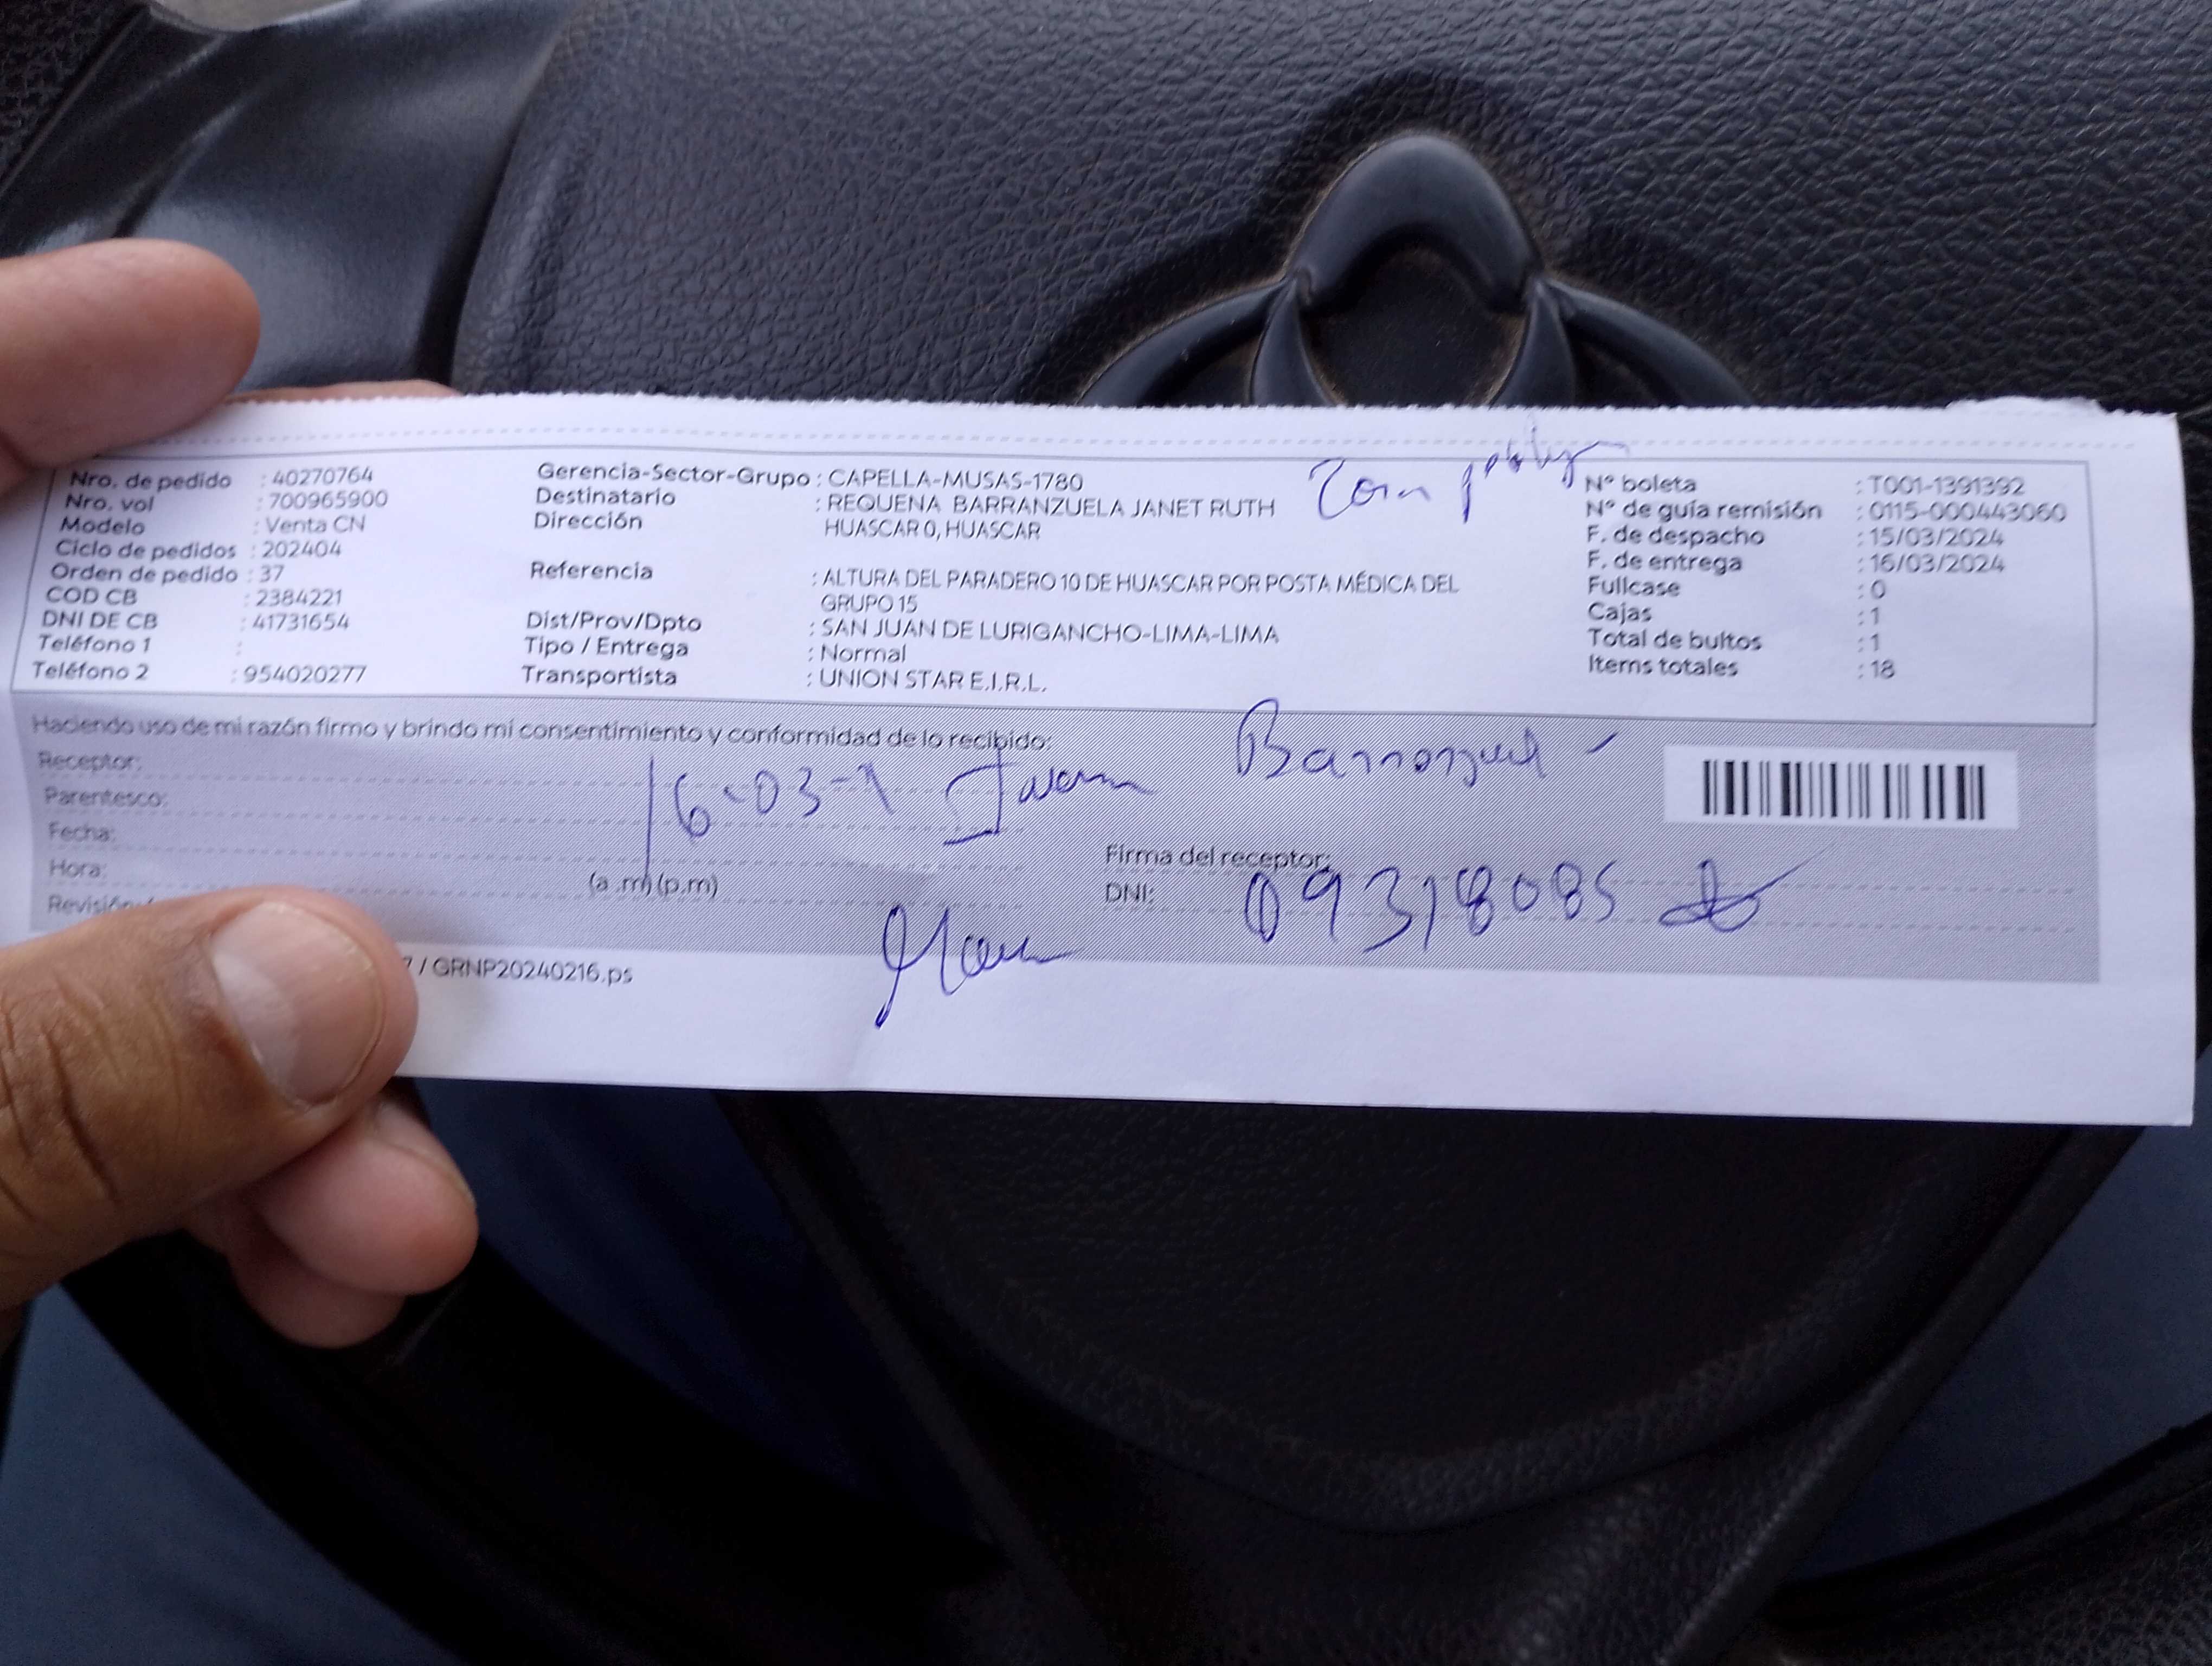 Nro. de pedido : 40270764
Nro. vol : 700965900
Modelo : Venta CN
Ciclo de pedidos : 202404
Orden de pedido : 37
COD CB : 2384221
DNI DE CB : 41731654
Teléfono 1 :
Teléfono 2 : 954020277
Gerencia-Sector-Grupo : CAPELLA-MUSAS-1780
Destinatario : REQUENA BARRANZUELA JANET RUTH
Dirección HUASCAR 0, HUASCAR
Referencia : ALTURA DEL PARADERO 10 DE HUASCAR POR POSTA MÉDICA DEL
GRUPO 15
Dist/Prov/Dpto : SAN JUAN DE LURIGANCHO-LIMA-LIMA
Tipo / Entrega : Normal
Transportista : UNION STAR E.I.R.L.
N° boleta : T001-1391392
N° de guía remisión : 0115-000443060
F. de despacho : 15/03/2024
F. de entrega : 16/03/2024
Fullcase : 0
Cajas : 1
Total de bultos : 1
Items totales : 18
Haciendo uso de mi razón firmo y brindo mi consentimiento y conformidad de lo recibido:
Receptor:
Parentesco:
16-03-
Fecha:
Hora: (a .m) (p.m)
Revisión
Firma del receptor:
DNI: 09318085
/ GRNP20240216.ps